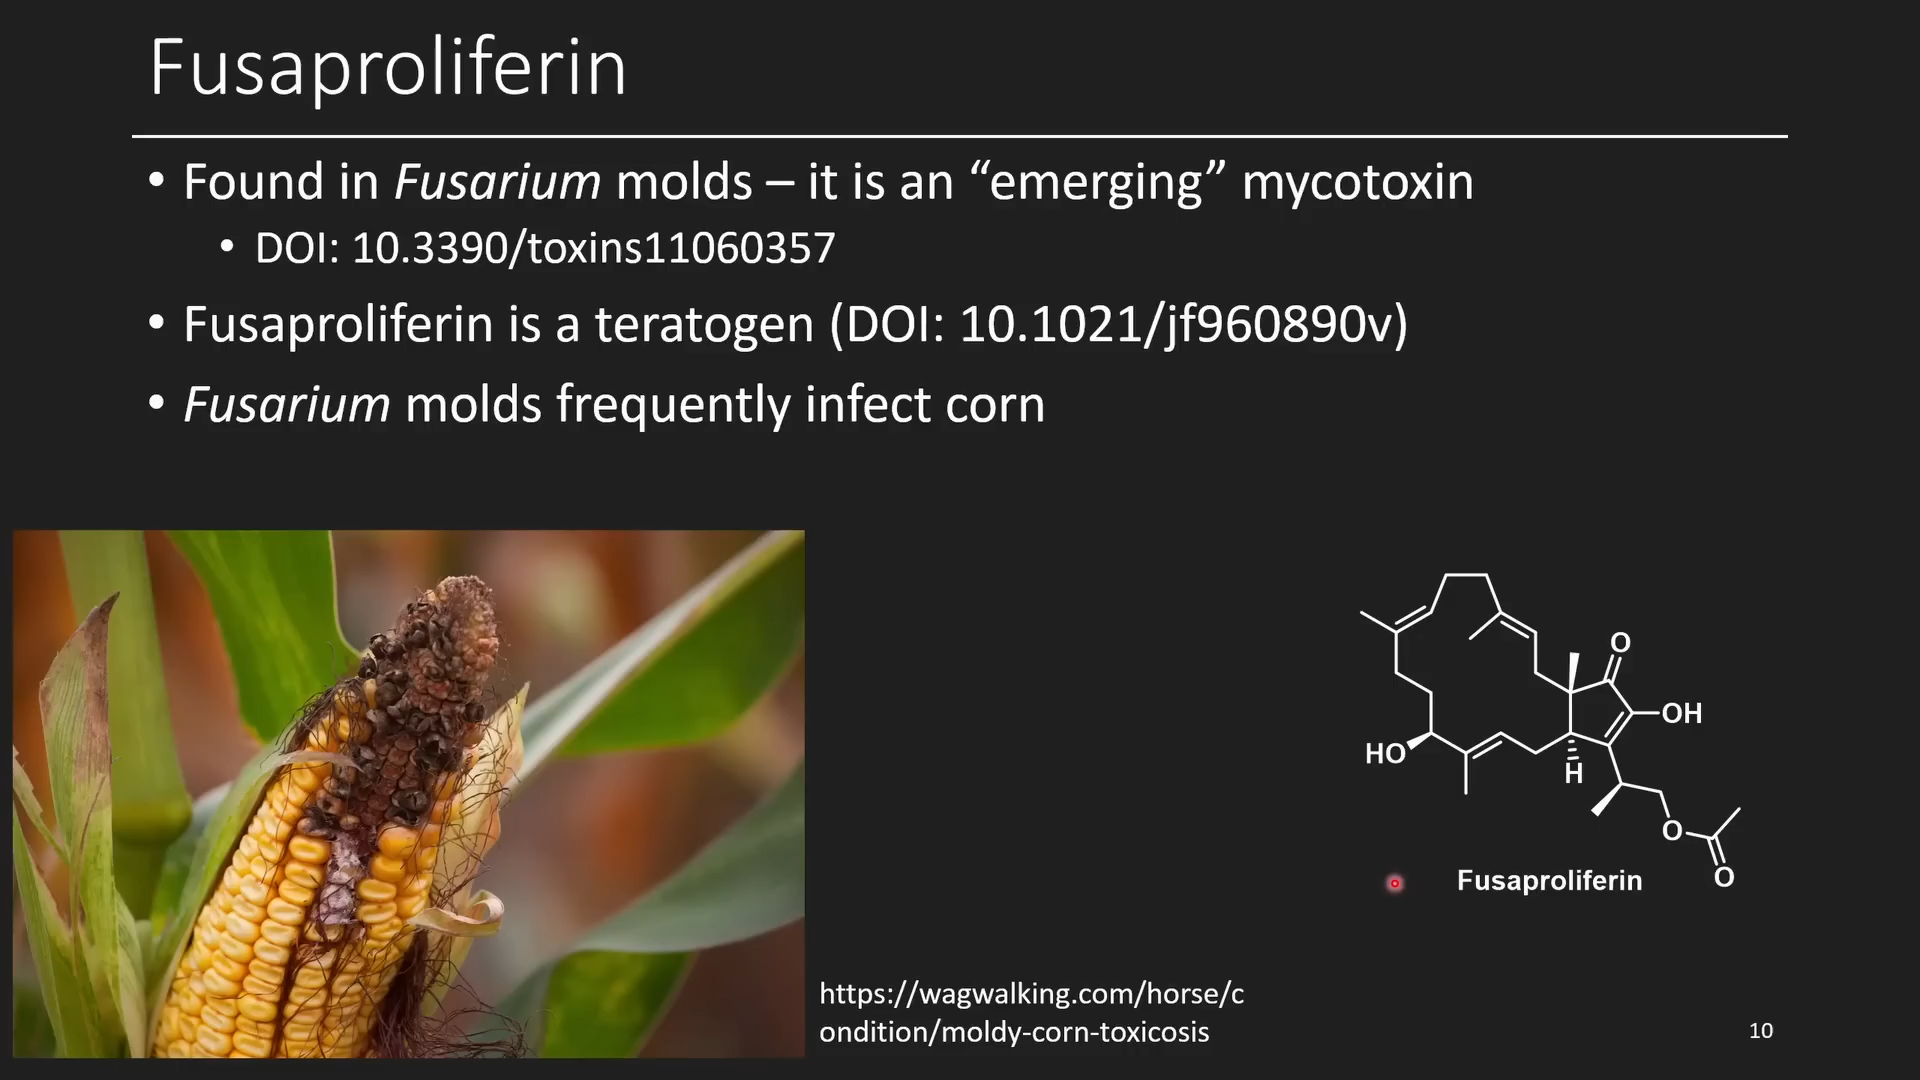 Fusaproliferin
• Found in Fusarium molds – it is an “emerging” mycotoxin
• DOI: 10.3390/toxins11060357
• Fusaproliferin is a teratogen (DOI: 10.1021/jf960890v)
• Fusarium molds frequently infect corn
O
OH
HO
H
O
O
Fusaproliferin
https://wagwalking.com/horse/c
ondition/moldy-corn-toxicosis
10